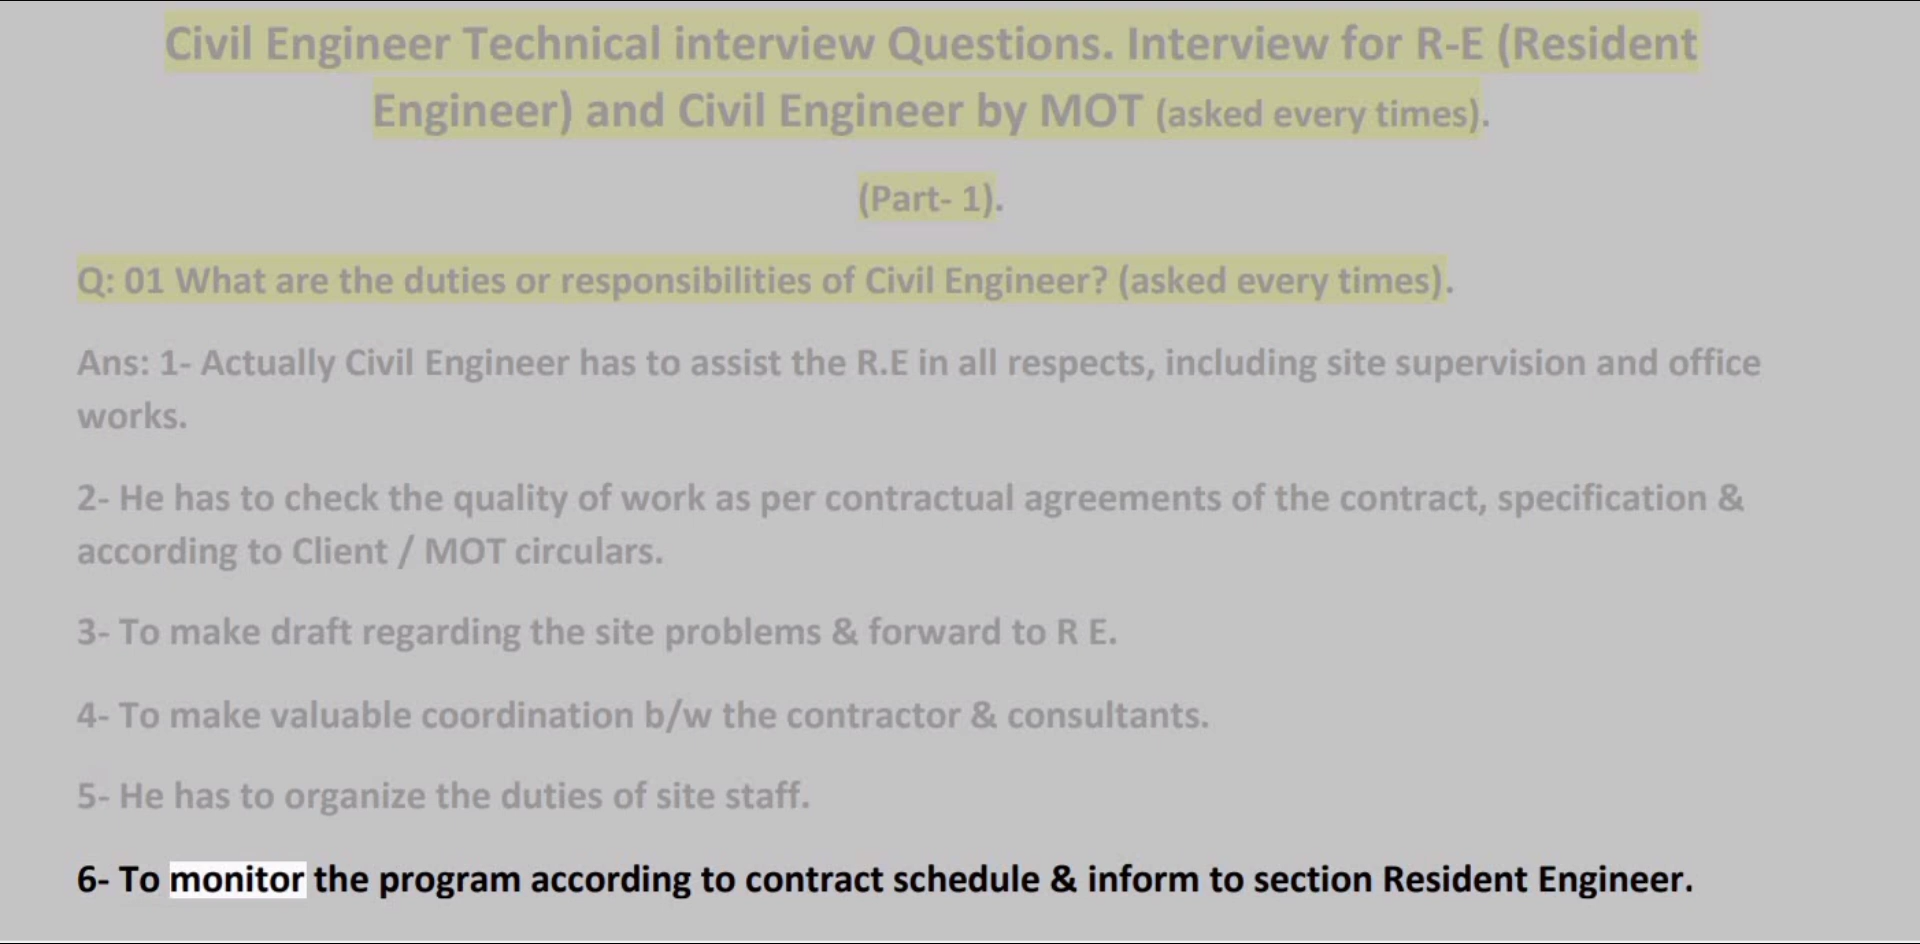 Civil Engineer Technical interview Questions. Interview for R-E (Resident
Engineer) and Civil Engineer by MOT (asked every times).
(Part- 1).
Q: 01 What are the duties or responsibilities of Civil Engineer? (asked every times).
Ans: 1- Actually Civil Engineer has to assist the R.E in all respects, including site supervision and office
works.
2- He has to check the quality of work as per contractual agreements of the contract, specification &
according to Client / MOT circulars.
3- To make draft regarding the site problems & forward to R E.
4- To make valuable coordination b/w the contractor & consultants.
5- He has to organize the duties of site staff.
6- To monitor the program according to contract schedule & inform to section Resident Engineer.